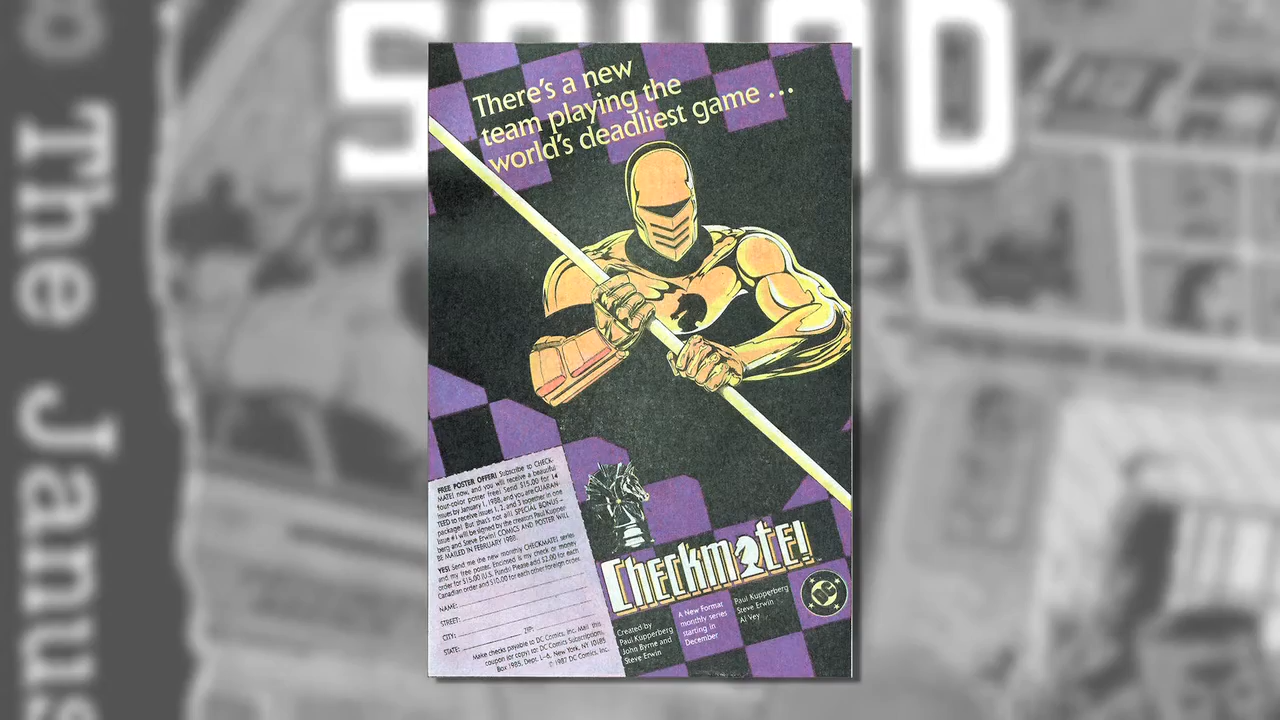 SQUAD
The Janus
There's a new
team playing the
world's deadliest game ...
FREE POSTER OFFER! Subscribe to CHECK-
MATE! now, and you will receive a beautiful
four-color poster free! Send $15.00 for 14
issues by January 1, 1988, and you are GUARAN-
TEED to receive issues 1, 2, and 3 together in one
package! But that's not all! SPECIAL BONUS –
Issue #1 will be signed by the creators Paul Kupper-
berg and Steve Erwin! COMICS AND POSTER WILL
BE MAILED IN FEBRUARY 1988.
YES! Send me the new monthly CHECKMATE! series
and my free poster. Enclosed is my check or money
order for $15.00 (U.S. Funds) Please add $2.00 for each
Canadian order and $10.00 for each other foreign order.
NAME:
STREET:
CITY:
STATE: ZIP:
Make checks payable to DC Comics, Inc. Mail this
coupon (or copy) to: DC Comics Subscriptions,
Box 1985, Dept. L-6, New York, NY 10185
© 1987 DC Comics, Inc.
Checkmate!
Created by
Paul Kupperberg
John Byrne and
Steve Erwin
A New Format
monthly series
starting in
December
Paul Kupperberg
Steve Erwin
Al Vey
DC